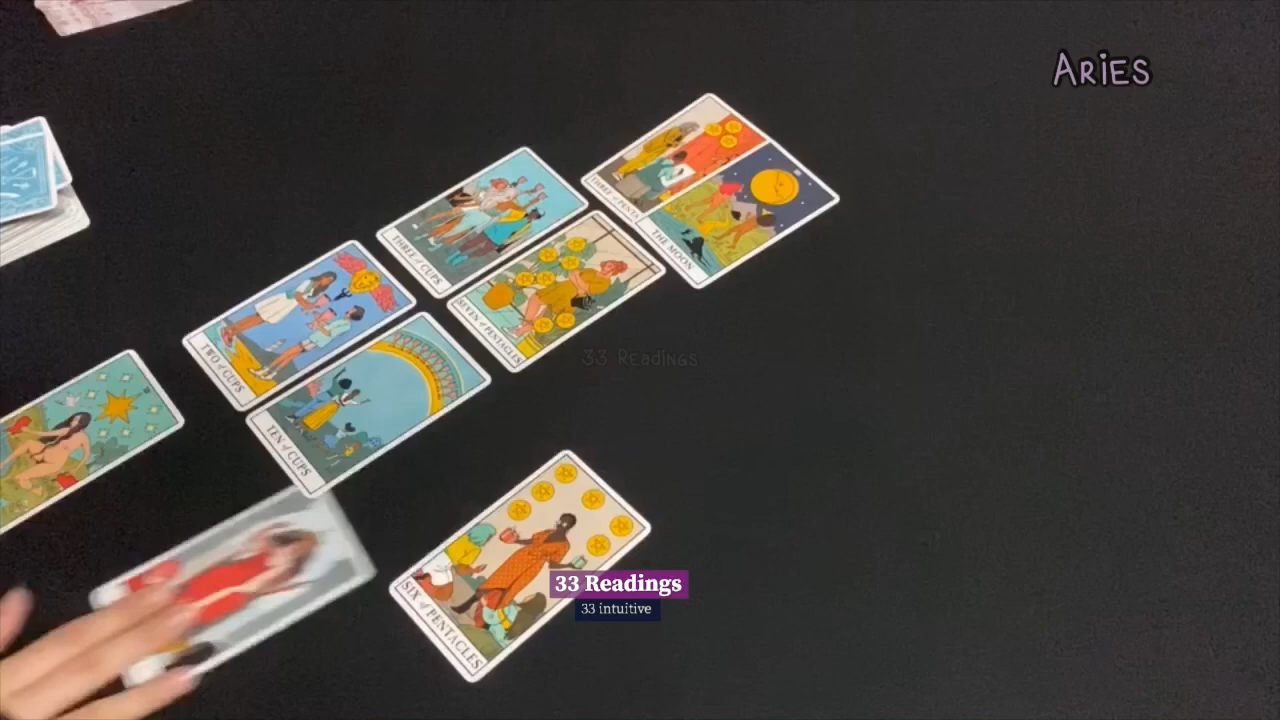 ARIES
THREE of PENTA
THE MOON
THREE of CUPS
SEVEN of PENTACLES
TWO of CUPS
TEN of CUPS
33 READINGS
SIX of PENTACLES
33 Readings
33 intuitive